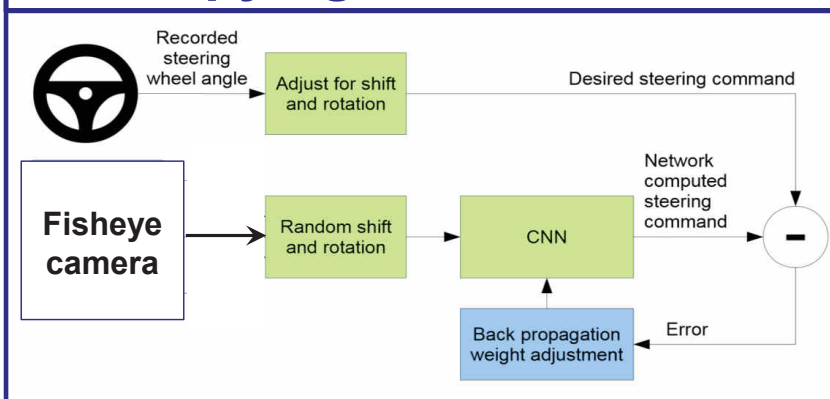 Recorded
steering
wheel angle
Adjust for shift
and rotation
Desired steering command
Fisheye
camera
Random shift
and rotation
CNN
Network
computed
steering
command
-
Back propagation
weight adjustment
Error